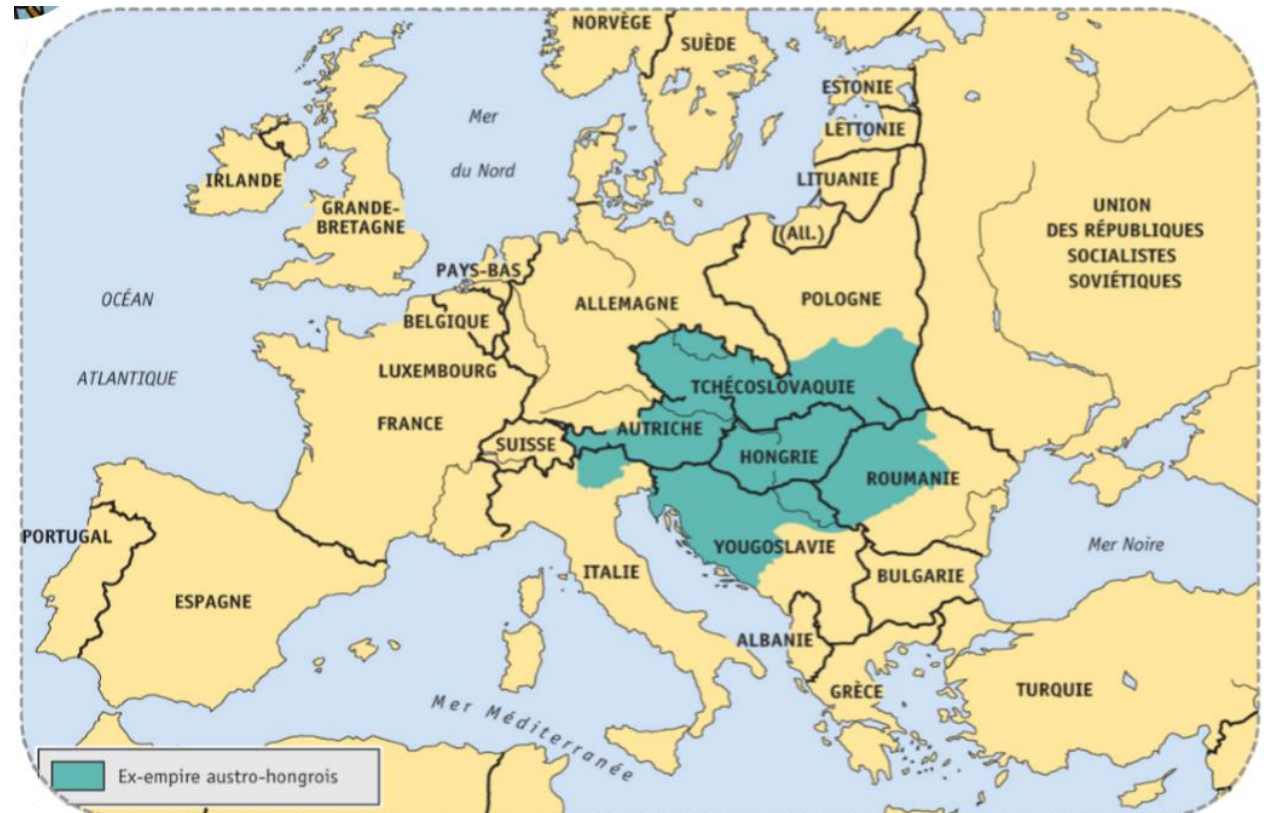 NORVÈGE
SUÈDE
ESTONIE
LETTONIE
LITUANIE
(All.)
Mer
du Nord
IRLANDE
GRANDE-
BRETAGNE
UNION
DES RÉPUBLIQUES
SOCIALISTES
SOVIÉTIQUES
PAYS-BAS
OCÉAN
ATLANTIQUE
BELGIQUE
ALLEMAGNE
POLOGNE
LUXEMBOURG
TCHÉCOSLOVAQUIE
FRANCE
SUISSE
AUTRICHE
HONGRIE
ROUMANIE
PORTUGAL
ESPAGNE
ITALIE
YOUGOSLAVIE
BULGARIE
Mer Noire
ALBANIE
GRÈCE
TURQUIE
Mer Méditerranée
Ex-empire austro-hongrois